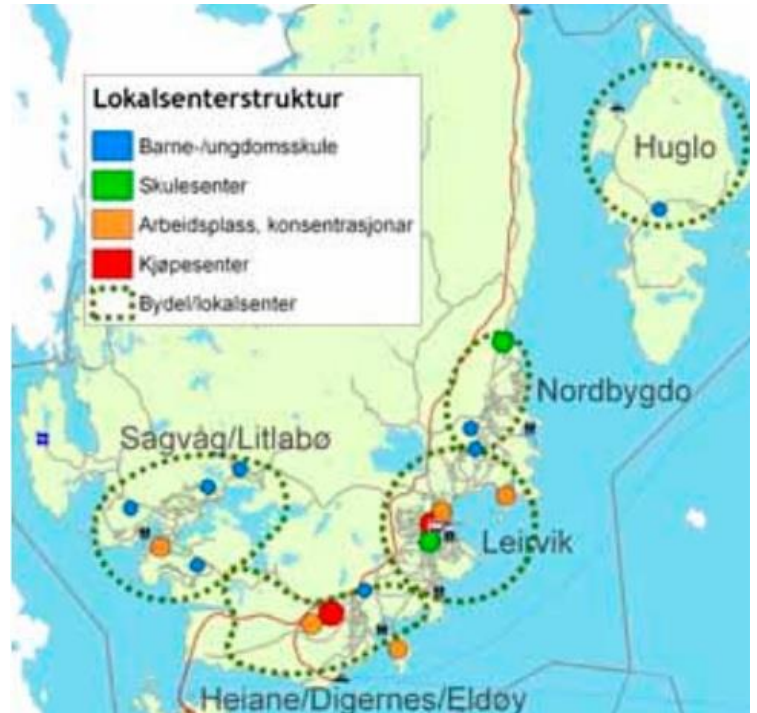 Lokalsenterstruktur
Barne-/ungdomsskule
Skulesenter
Arbeidsplass, konsentrasjonar
Kjøpesenter
Bydel/lokalsenter
Huglo
Nordbygdo
Sagvåg/Litlabø
Leirvik
Heiane/Digernes/Eldøy